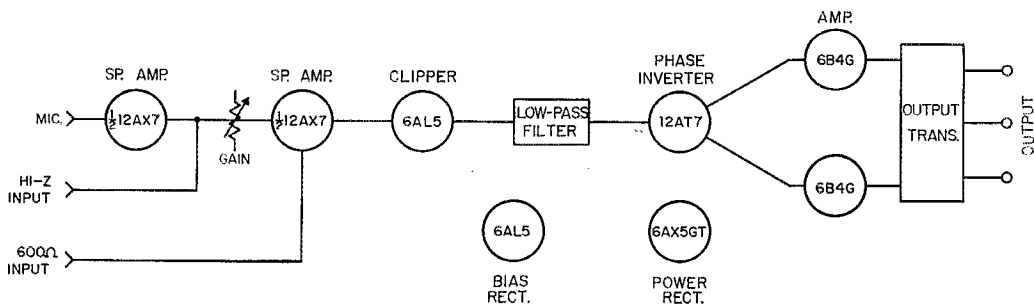 SP. AMP.
½12AX7
MIC.
HI-Z
INPUT
600Ω
INPUT
GAIN
SP. AMP.
½12AX7
CLIPPER
6AL5
LOW-PASS
FILTER
PHASE
INVERTER
12AT7
AMP.
6B4G
6B4G
OUTPUT
TRANS.
OUTPUT
6AL5
BIAS
RECT.
6AX5GT
POWER
RECT.